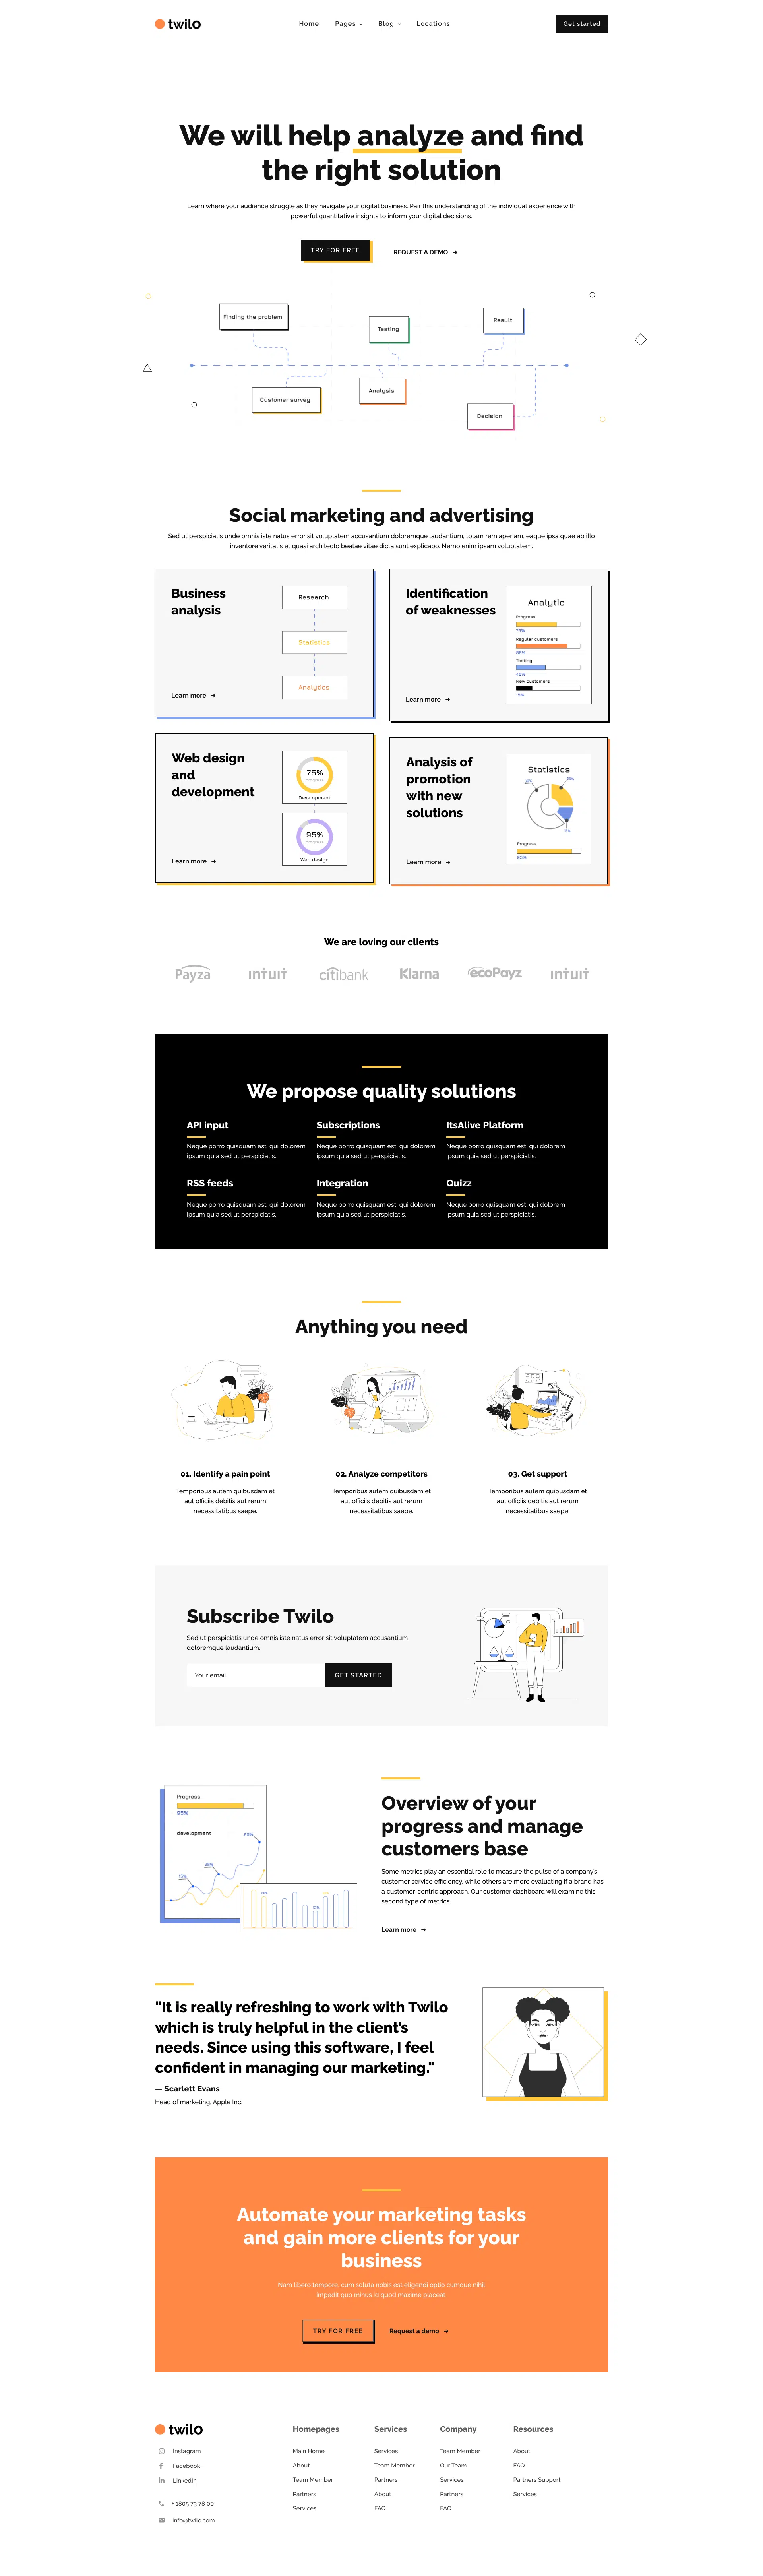 twilo
Home Pages Blog Locations
Get started
We will help analyze and find
the right solution
Learn where your audience struggle as they navigate your digital business. Pair this understanding of the individual experience with
powerful quantitative insights to inform your digital decisions.
TRY FOR FREE
REQUEST A DEMO
Finding the problem
Testing
Result
Customer survey
Analysis
Decision
Social marketing and advertising
Sed ut perspiciatis unde omnis iste natus error sit voluptatem accusantium doloremque laudantium, totam rem aperiam, eaque ipsa quae ab illo
inventore veritatis et quasi architecto beatae vitae dicta sunt explicabo. Nemo enim ipsam voluptatem.
Business
analysis
Research
Statistics
Analytics
Learn more
Identification
of weaknesses
Analytic
Progress
75%
Regular customers
85%
Testing
45%
New customers
15%
Learn more
Web design
and
development
75%
progress
Development
95%
progress
Web design
Learn more
Analysis of
promotion
with new
solutions
Statistics
Progress
85%
Learn more
We are loving our clients
Payza
intuit
citibank
Klarna
ecoPayz
intuit
We propose quality solutions
API input
Neque porro quisquam est, qui dolorem
ipsum quia sed ut perspiciatis.
Subscriptions
Neque porro quisquam est, qui dolorem
ipsum quia sed ut perspiciatis.
ItsAlive Platform
Neque porro quisquam est, qui dolorem
ipsum quia sed ut perspiciatis.
RSS feeds
Neque porro quisquam est, qui dolorem
ipsum quia sed ut perspiciatis.
Integration
Neque porro quisquam est, qui dolorem
ipsum quia sed ut perspiciatis.
Quizz
Neque porro quisquam est, qui dolorem
ipsum quia sed ut perspiciatis.
Anything you need
01. Identify a pain point
Temporibus autem quibusdam et
aut officiis debitis aut rerum
necessitatibus saepe.
02. Analyze competitors
Temporibus autem quibusdam et
aut officiis debitis aut rerum
necessitatibus saepe.
03. Get support
Temporibus autem quibusdam et
aut officiis debitis aut rerum
necessitatibus saepe.
Subscribe Twilo
Sed ut perspiciatis unde omnis iste natus error sit voluptatem accusantium
doloremque laudantium.
Your email
GET STARTED
Progress
95%
development
Overview of your
progress and manage
customers base
Some metrics play an essential role to measure the pulse of a company's
customer service efficiency, while others are more evaluating if a brand has
a customer-centric approach. Our customer dashboard will examine this
second type of metrics.
Learn more
"It is really refreshing to work with Twilo
which is truly helpful in the client's
needs. Since using this software, I feel
confident in managing our marketing."
— Scarlett Evans
Head of marketing, Apple Inc.
Automate your marketing tasks
and gain more clients for your
business
Nam libero tempore, cum soluta nobis est eligendi optio cumque nihil
impedit quo minus id quod maxime placeat.
TRY FOR FREE
Request a demo
twilo
Instagram
Facebook
LinkedIn
+ 1805 73 78 00
info@twilo.com
Homepages
Main Home
About
Team Member
Partners
Services
Services
Services
Team Member
Partners
About
FAQ
Company
Team Member
Our Team
Services
Partners
FAQ
Resources
About
FAQ
Partners Support
Services